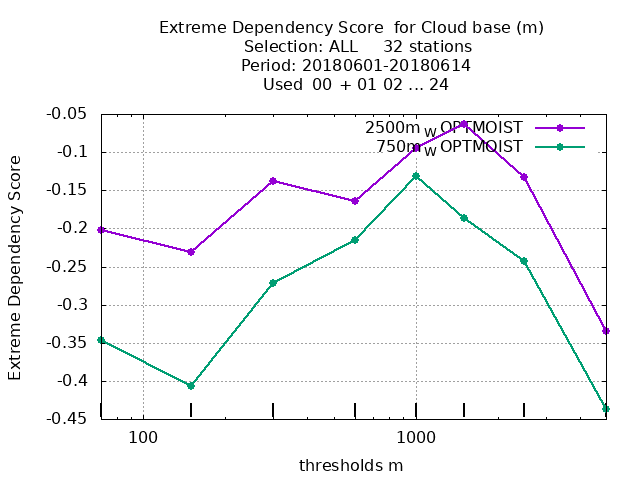 Extreme Dependency Score  for Cloud base (m)
Selection: ALL     32 stations
Period: 20180601-20180614
Used  00 + 01 02 ... 24
2500m W OPTMOIST
750m W OPTMOIST
-0.05
-0.1
-0.15
-0.2
-0.25
-0.3
-0.35
-0.4
-0.45
Extreme Dependency Score
100
1000
thresholds m